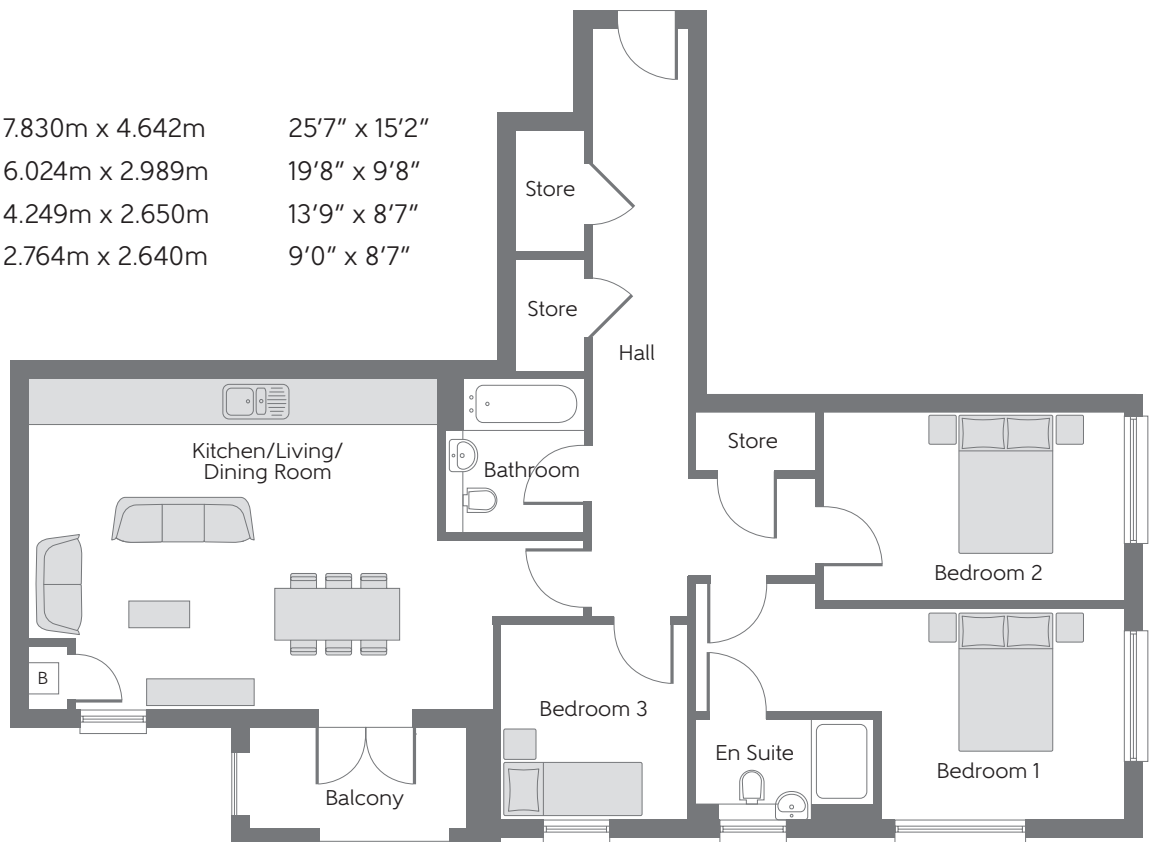 7.830m x 4.642m 25’7” x 15’2”
6.024m x 2.989m 19’8” x 9’8”
4.249m x 2.650m 13’9” x 8’7”
2.764m x 2.640m 9’0” x 8’7”
Store
Store
Hall
Kitchen/Living/
Dining Room
Bathroom
Store
Bedroom 2
B
Bedroom 3
En Suite
Bedroom 1
Balcony